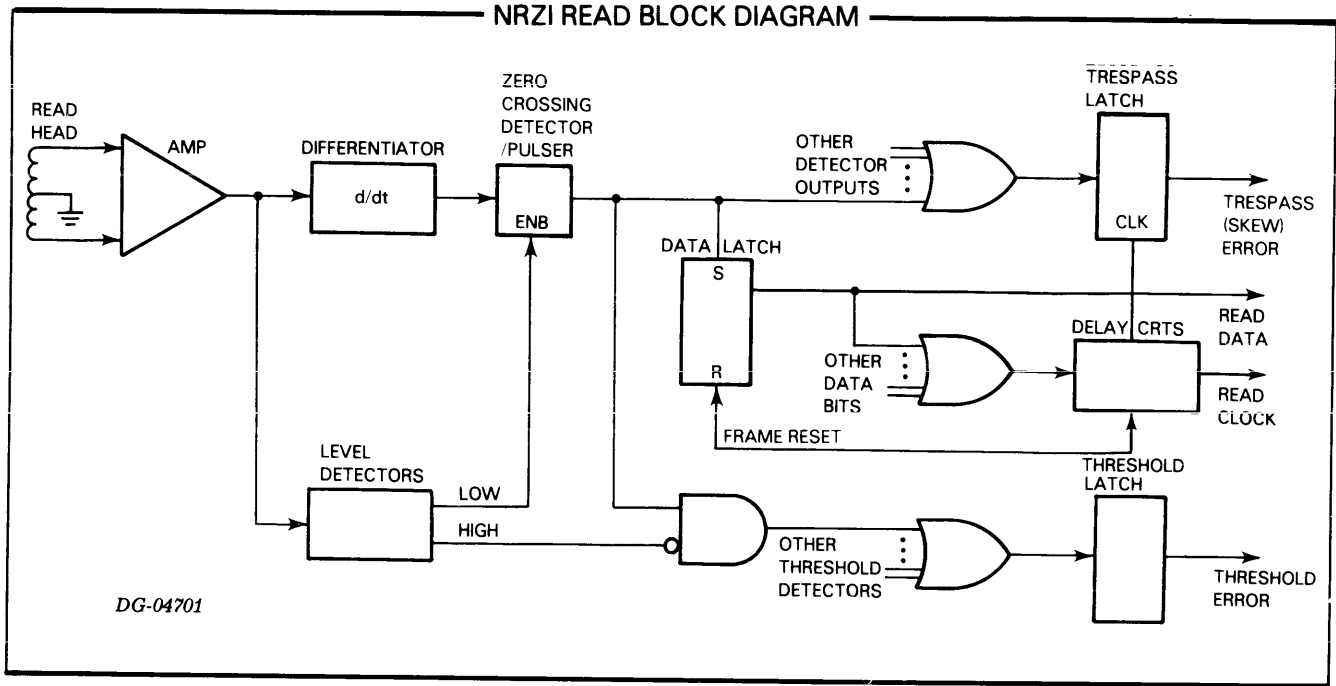 NRZI READ BLOCK DIAGRAM
READ
HEAD
AMP
DIFFERENTIATOR
d/dt
ZERO
CROSSING
DETECTOR
/PULSER
ENB
OTHER
DETECTOR
OUTPUTS
TRESPASS
LATCH
CLK
TRESPASS
(SKEW)
ERROR
DATA LATCH
S
R
READ
DATA
OTHER
DATA
BITS
DELAY CRTS
READ
CLOCK
FRAME RESET
LEVEL
DETECTORS
LOW
HIGH
OTHER
THRESHOLD
DETECTORS
THRESHOLD
LATCH
THRESHOLD
ERROR
DG-04701